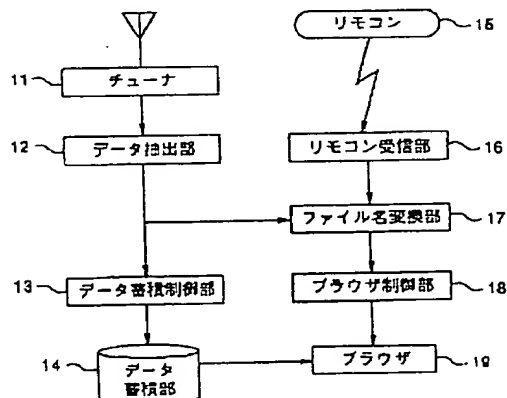 リモコン 15
11 チューナ
12 データ抽出部
リモコン受信部 16
ファイル名変換部 17
13 データ蓄積制御部
ブラウザ制御部 18
14 データ
蓄積部
ブラウザ 19